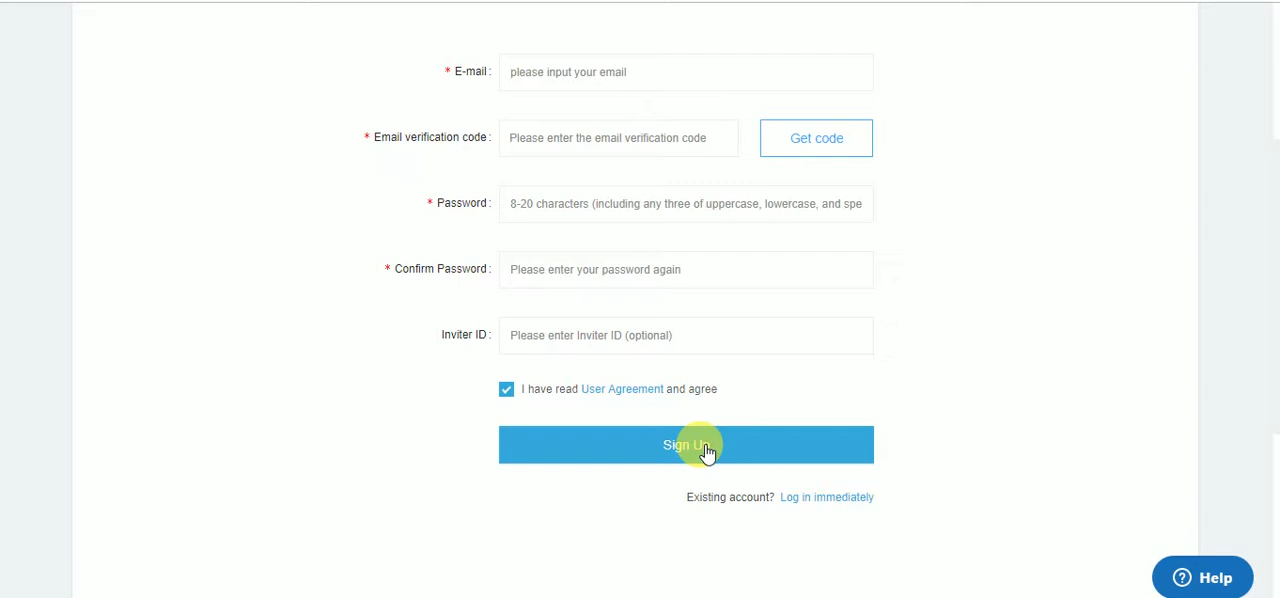 * E-mail :
please input your email
* Email verification code :
Please enter the email verification code
Get code
* Password :
8-20 characters (including any three of uppercase, lowercase, and spe
* Confirm Password :
Please enter your password again
Inviter ID :
Please enter Inviter ID (optional)
I have read User Agreement and agree
Sign Up
Existing account? Log in immediately
? Help